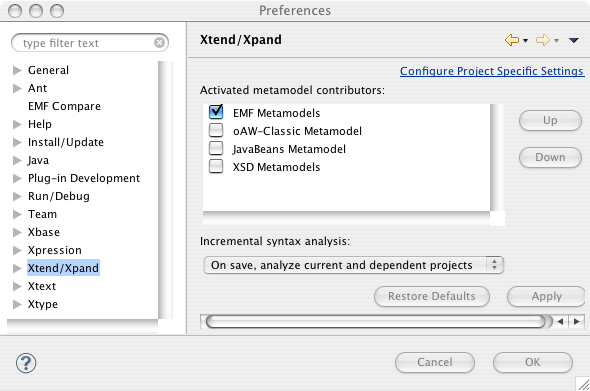 Preferences
type filter text
General
Ant
EMF Compare
Help
Install/Update
Java
Plug-in Development
Run/Debug
Team
Xbase
Xpression
Xtend/Xpand
Xtext
Xtype
Xtend/Xpand
Configure Project Specific Settings
Activated metamodel contributors:
EMF Metamodels
oAW-Classic Metamodel
JavaBeans Metamodel
XSD Metamodels
Up
Down
Incremental syntax analysis:
On save, analyze current and dependent projects
Restore Defaults
Apply
?
Cancel
OK